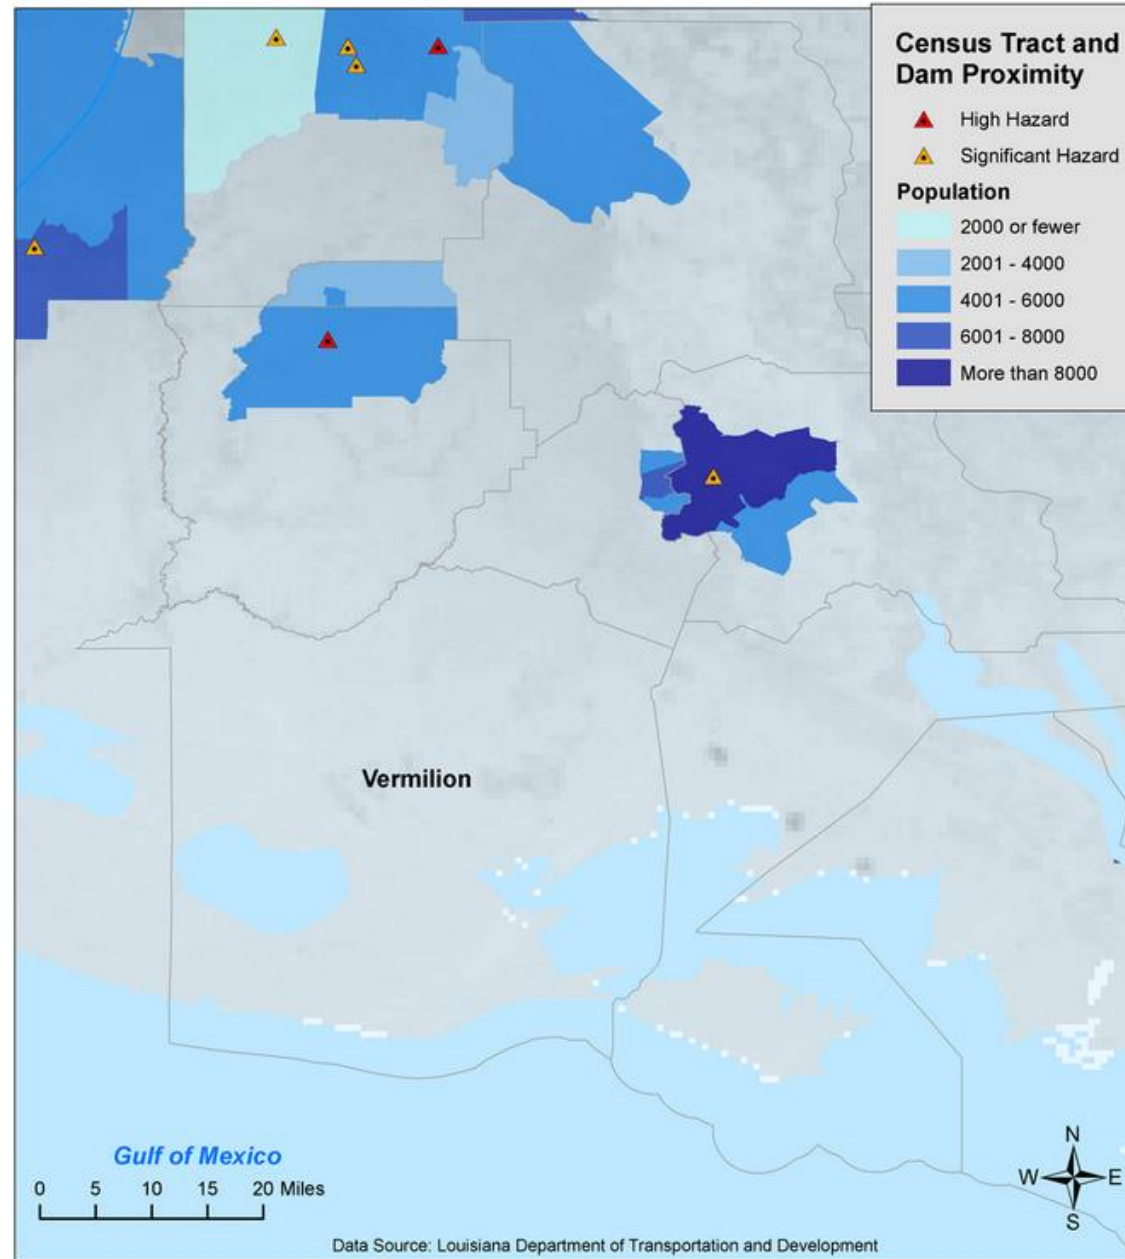 Census Tract and
Dam Proximity
High Hazard
Significant Hazard
Population
2000 or fewer
2001 - 4000
4001 - 6000
6001 - 8000
More than 8000
Vermilion
Gulf of Mexico
0 5 10 15 20 Miles
N
W E
S
Data Source: Louisiana Department of Transportation and Development